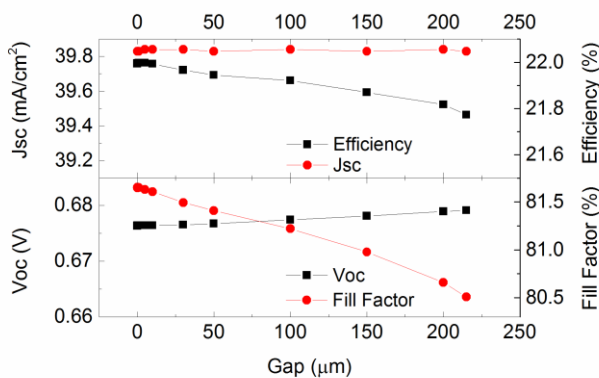 0 50 100 150 200 250
Jsc (mA/cm²)
39.8
39.6
39.4
39.2
22.0
21.8
21.6
Efficiency (%)
Efficiency
Jsc
Voc (V)
0.68
0.67
0.66
81.5
81.0
80.5
Fill Factor (%)
Voc
Fill Factor
0 50 100 150 200 250
Gap (μm)